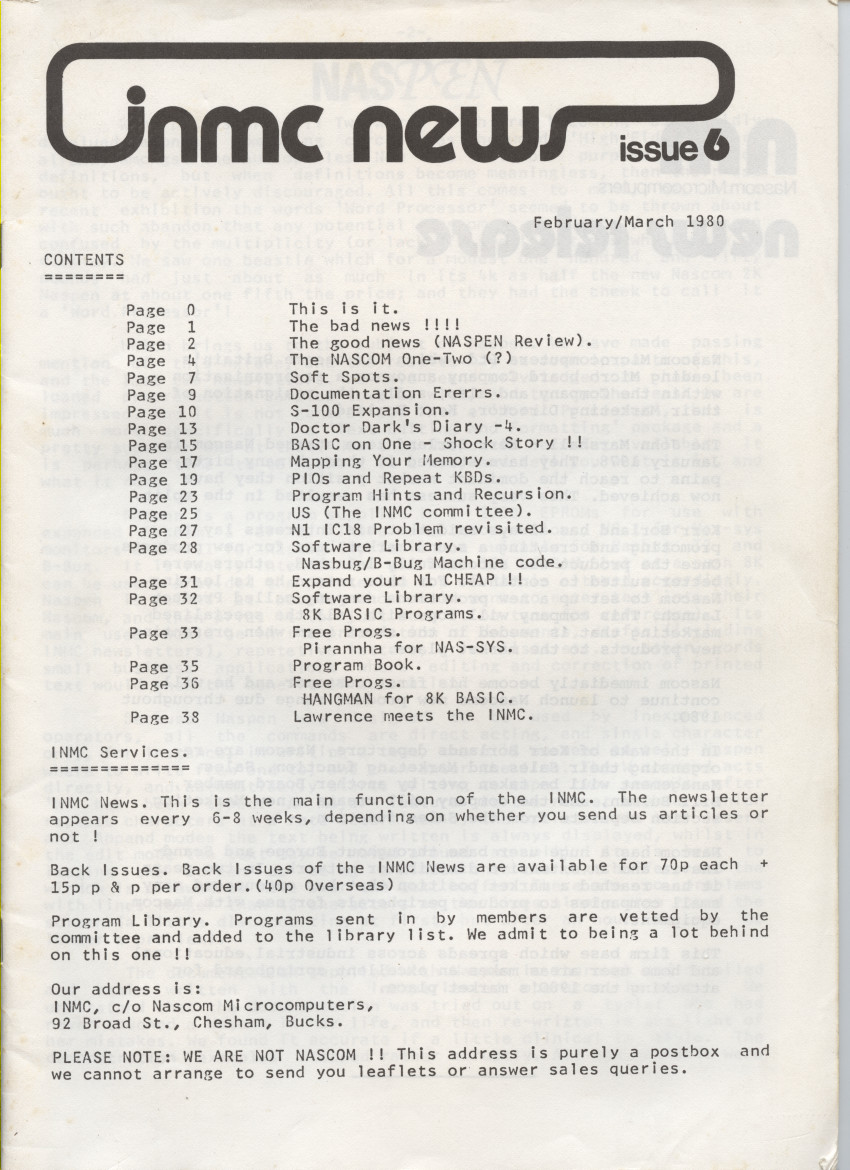 inmc news
issue 6
February/March 1980
CONTENTS
========
Page 0 This is it.
Page 1 The bad news !!!!
Page 2 The good news (NASPEN Review).
Page 4 The NASCOM One-Two (?)
Page 7 Soft Spots.
Page 9 Documentation Ererrs.
Page 10 S-100 Expansion.
Page 13 Doctor Dark's Diary -4.
Page 15 BASIC on One - Shock Story !!
Page 17 Mapping Your Memory.
Page 19 PIOs and Repeat KBDs.
Page 23 Program Hints and Recursion.
Page 25 US (The INMC committee).
Page 27 N1 IC18 Problem revisited.
Page 28 Software Library.
Nasbug/B-Bug Machine code.
Page 31 Expand your N1 CHEAP !!
Page 32 Software Library.
8K BASIC Programs.
Page 33 Free Progs.
Pirannha for NAS-SYS.
Page 35 Program Book.
Page 36 Free Progs.
HANGMAN for 8K BASIC.
Page 38 Lawrence meets the INMC.
INMC Services.
==============
INMC News. This is the main function of the INMC. The newsletter
appears every 6-8 weeks, depending on whether you send us articles or
not !
Back Issues. Back Issues of the INMC News are available for 70p each +
15p p & p per order.(40p Overseas)
Program Library. Programs sent in by members are vetted by the
committee and added to the library list. We admit to being a lot behind
on this one !!
Our address is:
INMC, c/o Nascom Microcomputers,
92 Broad St., Chesham, Bucks.
PLEASE NOTE: WE ARE NOT NASCOM !! This address is purely a postbox and
we cannot arrange to send you leaflets or answer sales queries.